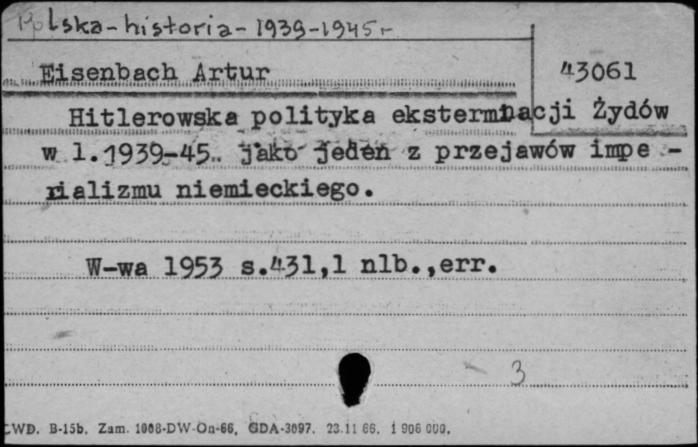 Polska-historia-1939-1945r
Eisenbach Artur 43061
Hitlerowska polityka eksterminacji Żydów
w l.1939-45. jako jeden z przejawów impe-
rializmu niemieckiego.
W-wa 1953 s.431,1 nlb.,err.
3
LWD. B-15b. Zam. 1008-DW-On-66, GDA-3097. 23.11 66. 1 906 000.